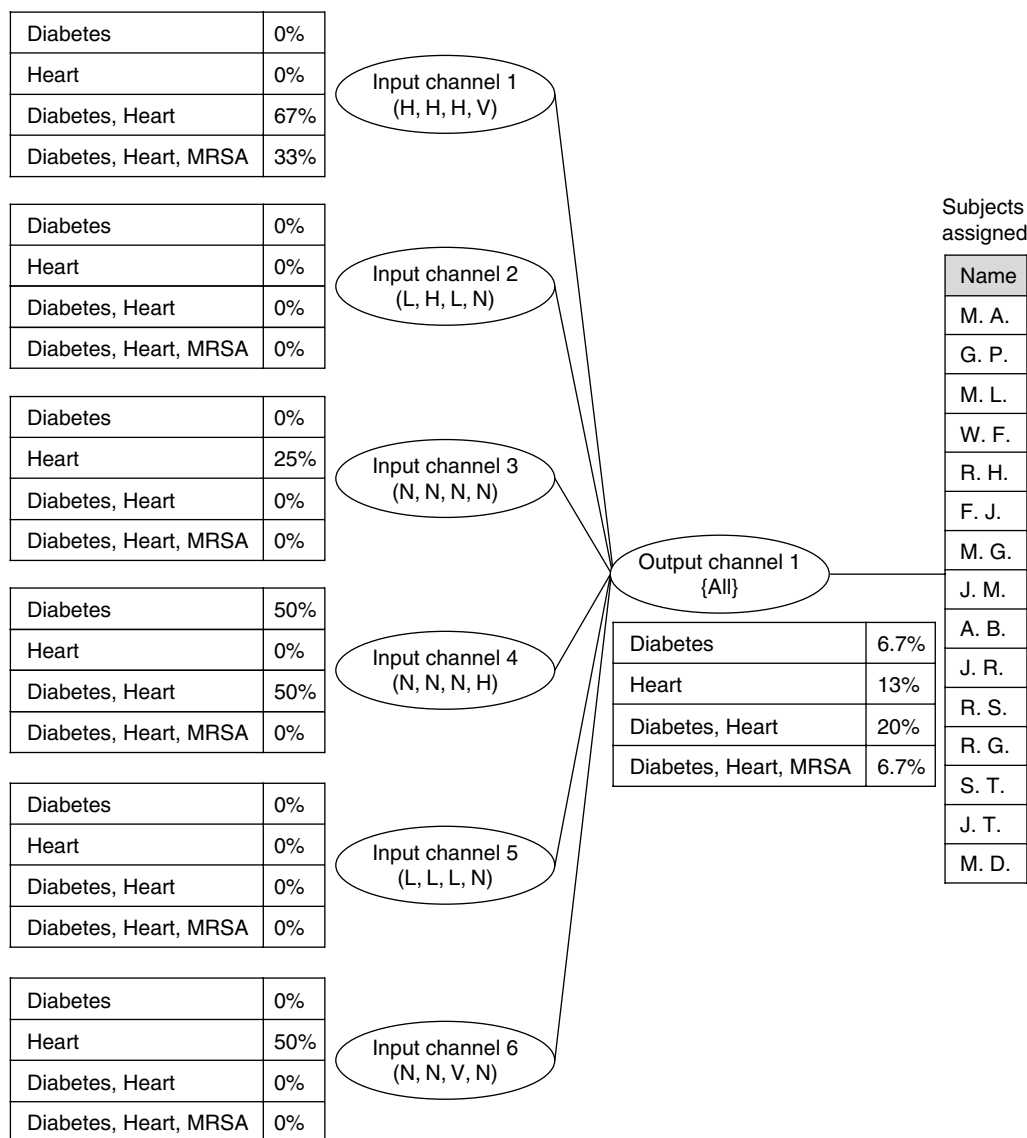 Diabetes 0%
Heart 0%
Diabetes, Heart 67%
Diabetes, Heart, MRSA 33%
Input channel 1
(H, H, H, V)
Diabetes 0%
Heart 0%
Diabetes, Heart 0%
Diabetes, Heart, MRSA 0%
Input channel 2
(L, H, L, N)
Diabetes 0%
Heart 25%
Diabetes, Heart 0%
Diabetes, Heart, MRSA 0%
Input channel 3
(N, N, N, N)
Diabetes 50%
Heart 0%
Diabetes, Heart 50%
Diabetes, Heart, MRSA 0%
Input channel 4
(N, N, N, H)
Diabetes 0%
Heart 0%
Diabetes, Heart 0%
Diabetes, Heart, MRSA 0%
Input channel 5
(L, L, L, N)
Diabetes 0%
Heart 50%
Diabetes, Heart 0%
Diabetes, Heart, MRSA 0%
Input channel 6
(N, N, V, N)
Output channel 1
{All}
Diabetes 6.7%
Heart 13%
Diabetes, Heart 20%
Diabetes, Heart, MRSA 6.7%
Subjects
assigned
Name
M. A.
G. P.
M. L.
W. F.
R. H.
F. J.
M. G.
J. M.
A. B.
J. R.
R. S.
R. G.
S. T.
J. T.
M. D.